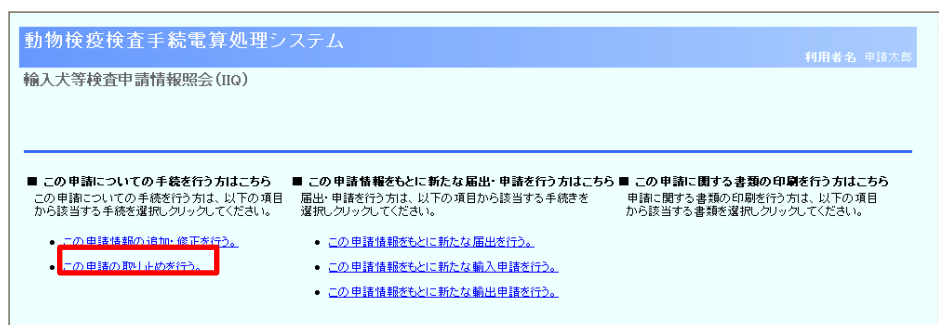 動物検疫検査手続電算処理システム
利用者名 申請太郎
輸入犬等検査申請情報照会(IIQ)
■ この申請についての手続を行う方はこちら
この申請についての手続を行う方は、以下の項目
から該当する手続を選択しクリックしてください。
• この申請情報の追加・修正を行う。
• この申請の取り止めを行う。
■ この申請情報をもとに新たな届出・申請を行う方はこちら
届出・申請を行う方は、以下の項目から該当する手続きを
選択しクリックしてください。
• この申請情報をもとに新たな届出を行う。
• この申請情報をもとに新たな輸入申請を行う。
• この申請情報をもとに新たな輸出申請を行う。
■ この申請に関する書類の印刷を行う方はこちら
申請に関する書類の印刷を行う方は、以下の項目
から該当する書類を選択しクリックしてください。